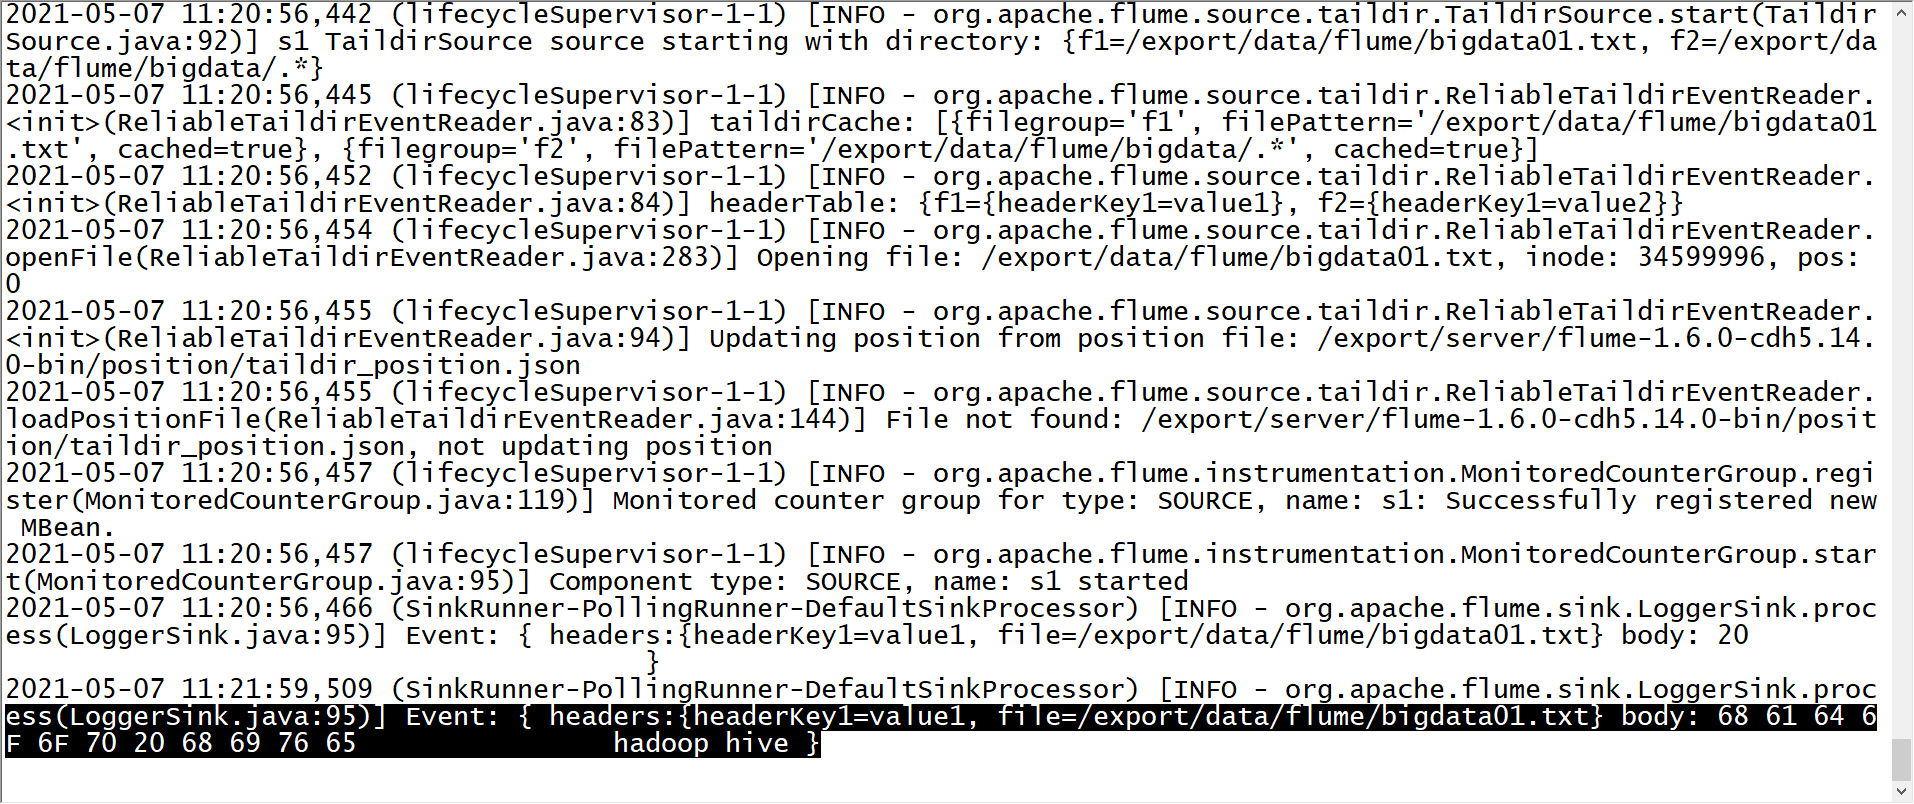 2021-05-07 11:20:56,442 (lifecycleSupervisor-1-1) [INFO - org.apache.flume.source.taildir.TaildirSource.start(Taildir
Source.java:92)] s1 TaildirSource source starting with directory: {f1=/export/data/flume/bigdata01.txt, f2=/export/da
ta/flume/bigdata/.*}
2021-05-07 11:20:56,445 (lifecycleSupervisor-1-1) [INFO - org.apache.flume.source.taildir.ReliableTaildirEventReader.
<init>(ReliableTaildirEventReader.java:83)] taildirCache: [{filegroup='f1', filePattern='/export/data/flume/bigdata01
.txt', cached=true}, {filegroup='f2', filePattern='/export/data/flume/bigdata/.*', cached=true}]
2021-05-07 11:20:56,452 (lifecycleSupervisor-1-1) [INFO - org.apache.flume.source.taildir.ReliableTaildirEventReader.
<init>(ReliableTaildirEventReader.java:84)] headerTable: {f1={headerKey1=value1}, f2={headerKey1=value2}}
2021-05-07 11:20:56,454 (lifecycleSupervisor-1-1) [INFO - org.apache.flume.source.taildir.ReliableTaildirEventReader.
openFile(ReliableTaildirEventReader.java:283)] Opening file: /export/data/flume/bigdata01.txt, inode: 34599996, pos:
0
2021-05-07 11:20:56,455 (lifecycleSupervisor-1-1) [INFO - org.apache.flume.source.taildir.ReliableTaildirEventReader.
<init>(ReliableTaildirEventReader.java:94)] Updating position from position file: /export/server/flume-1.6.0-cdh5.14.
0-bin/position/taildir_position.json
2021-05-07 11:20:56,455 (lifecycleSupervisor-1-1) [INFO - org.apache.flume.source.taildir.ReliableTaildirEventReader.
loadPositionFile(ReliableTaildirEventReader.java:144)] File not found: /export/server/flume-1.6.0-cdh5.14.0-bin/posit
ion/taildir_position.json, not updating position
2021-05-07 11:20:56,457 (lifecycleSupervisor-1-1) [INFO - org.apache.flume.instrumentation.MonitoredCounterGroup.regi
ster(MonitoredCounterGroup.java:119)] Monitored counter group for type: SOURCE, name: s1: Successfully registered new
MBean.
2021-05-07 11:20:56,457 (lifecycleSupervisor-1-1) [INFO - org.apache.flume.instrumentation.MonitoredCounterGroup.star
t(MonitoredCounterGroup.java:95)] Component type: SOURCE, name: s1 started
2021-05-07 11:20:56,466 (SinkRunner-PollingRunner-DefaultSinkProcessor) [INFO - org.apache.flume.sink.LoggerSink.proc
ess(LoggerSink.java:95)] Event: { headers:{headerKey1=value1, file=/export/data/flume/bigdata01.txt} body: 20
}
2021-05-07 11:21:59,509 (SinkRunner-PollingRunner-DefaultSinkProcessor) [INFO - org.apache.flume.sink.LoggerSink.proc
ess(LoggerSink.java:95)] Event: { headers:{headerKey1=value1, file=/export/data/flume/bigdata01.txt} body: 68 61 64 6
F 6F 70 20 68 69 76 65 hadoop hive }